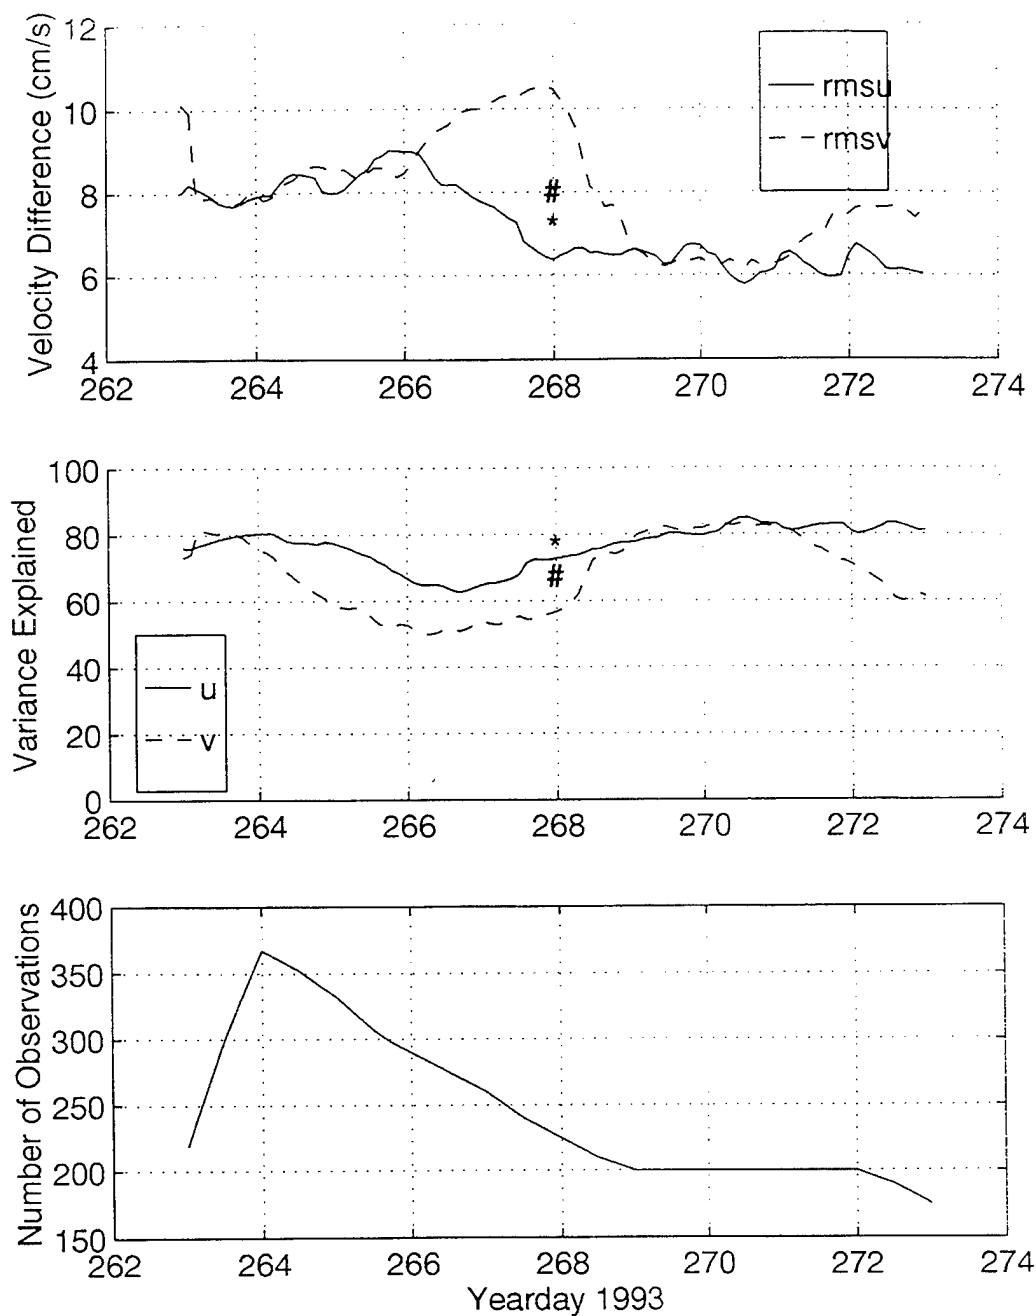 Velocity Difference (cm/s)
12
10
8
6
4
rmsu
rmsv
#
*
262 264 266 268 270 272 274
Variance Explained
100
80
60
40
20
0
*
#
u
v
262 264 266 268 270 272 274
Number of Observations
400
350
300
250
200
150
262 264 266 268 270 272 274
Yearday 1993